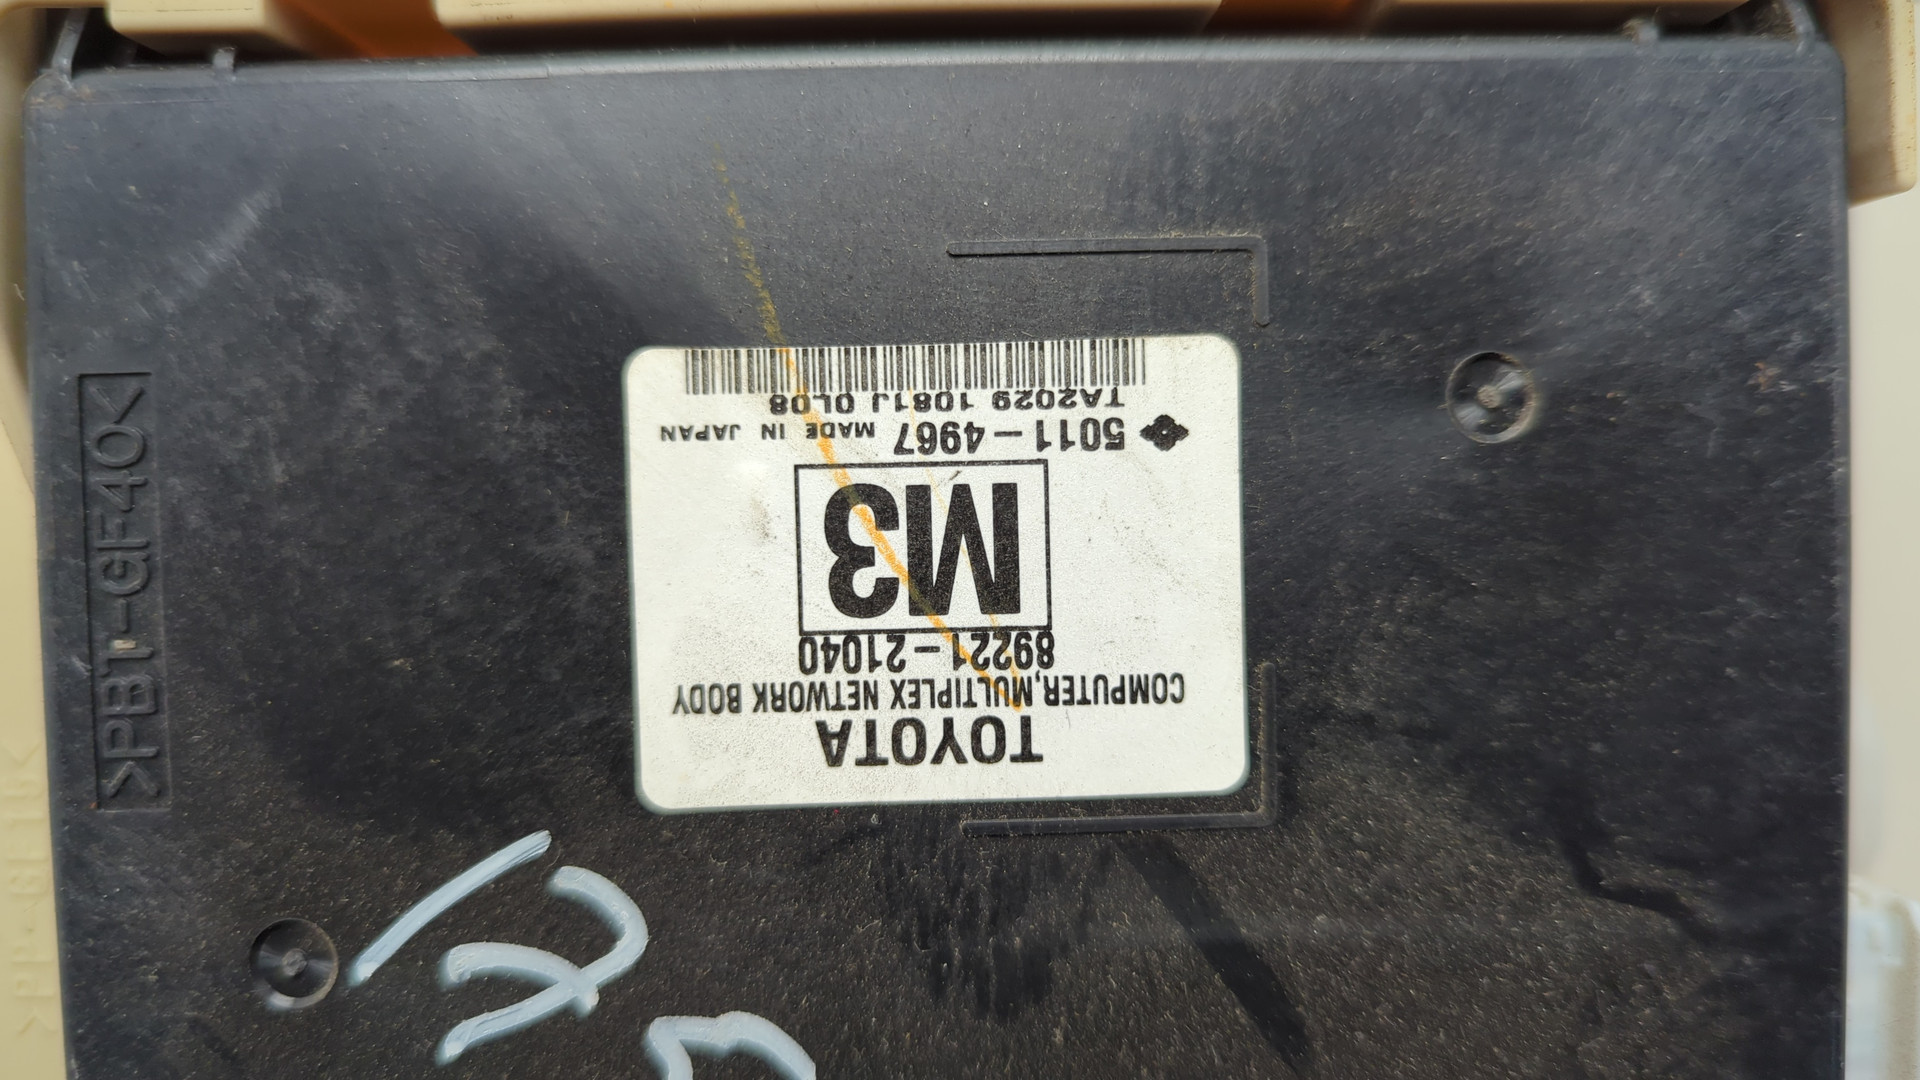 TOYOTA
COMPUTER,MULTIPLEX NETWORK BODY
89221-21040
M3
5011-4967 MADE IN JAPAN
TA2029 1081J 0L08
>PBT-GF40<